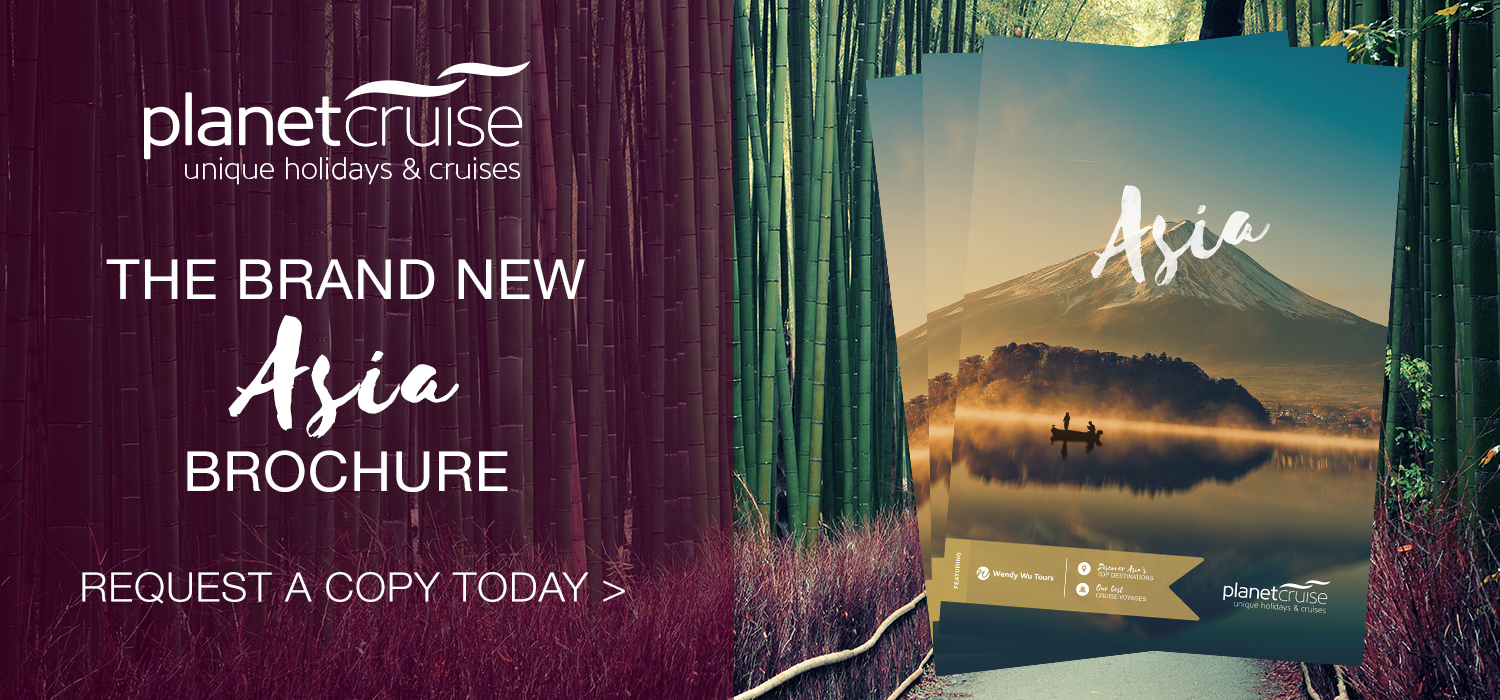 planetcruise
unique holidays & cruises
THE BRAND NEW
Asia
BROCHURE
REQUEST A COPY TODAY >
Asia
FEATURING
Wendy Wu Tours
Discover Asia's
TOP DESTINATIONS
Our best
CRUISE VOYAGES
planetcruise
unique holidays & cruises